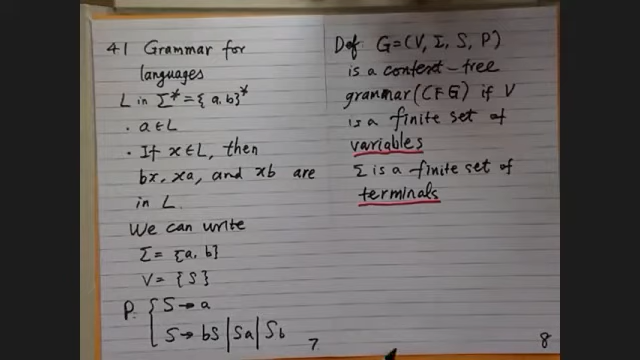 4.1 Grammar for
languages
L in Σ* = {a, b}*
· a ∈ L
· If x ∈ L, then
bx, xa, and xb are
in L.
We can write
Σ = {a, b}
V = {S}
P: { S → a
S → bS | Sa | Sb
7
Def G = (V, Σ, S, P)
is a context-free
grammar (CFG) if V
is a finite set of
variables
Σ is a finite set of
terminals
8